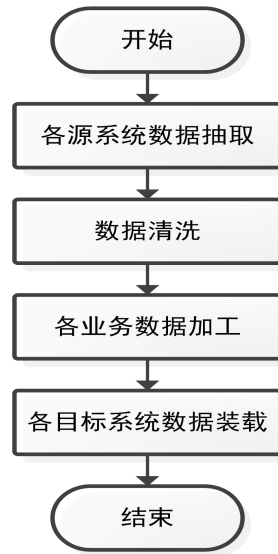 开始
各源系统数据抽取
数据清洗
各业务数据加工
各目标系统数据装载
结束